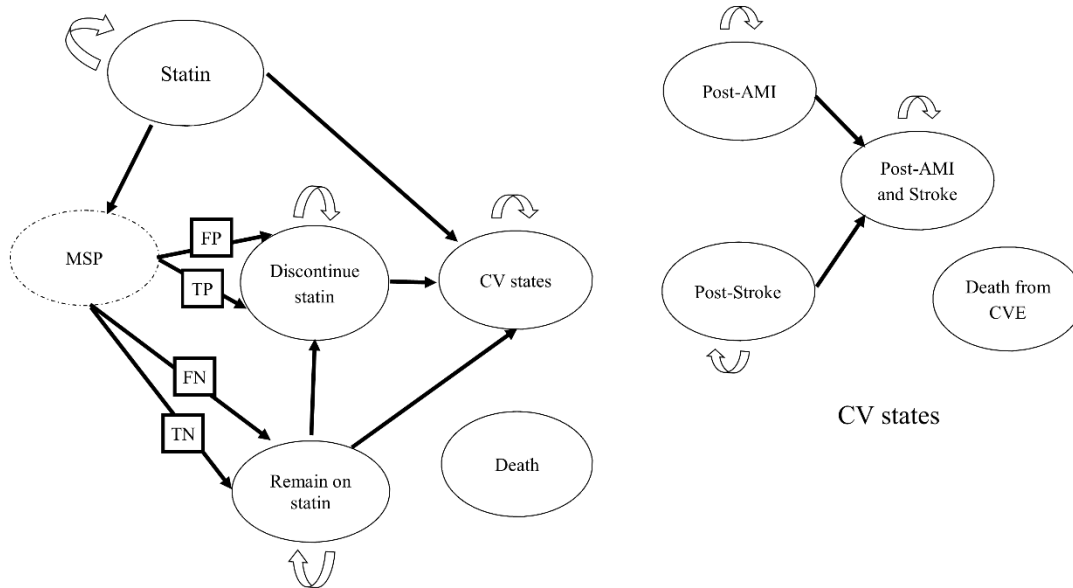 Statin
MSP
FP
TP
FN
TN
Discontinue
statin
CV states
Remain on
statin
Death
Post-AMI
Post-AMI
and Stroke
Post-Stroke
Death from
CVE
CV states